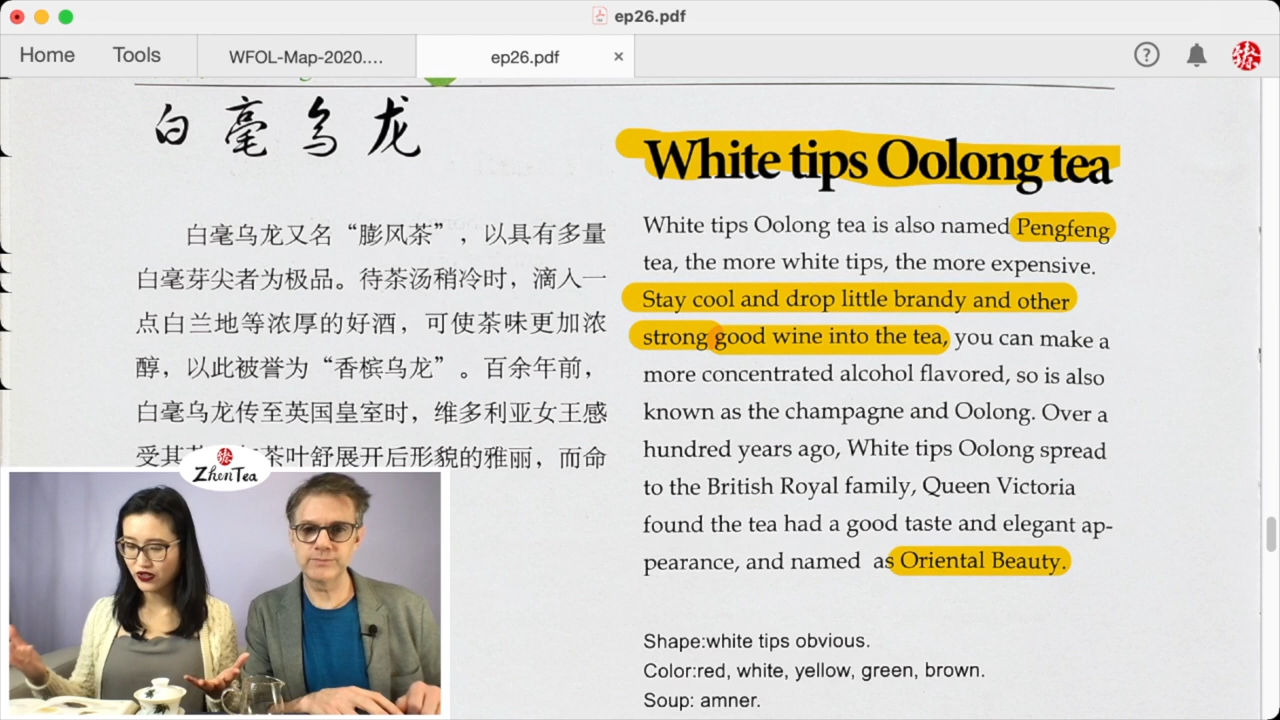 ep26.pdf
Home
Tools
WFOL-Map-2020....
ep26.pdf
×
?
白毫乌龙
白毫乌龙又名“膨风茶”，以具有多量
白毫芽尖者为极品。待茶汤稍冷时，滴入一
点白兰地等浓厚的好酒，可使茶味更加浓
醇，以此被誉为“香槟乌龙”。百余年前，
白毫乌龙传至英国皇室时，维多利亚女王感
受其
茶叶舒展开后形貌的雅丽，而命
White tips Oolong tea
White tips Oolong tea is also named Pengfeng
tea, the more white tips, the more expensive.
Stay cool and drop little brandy and other
strong good wine into the tea, you can make a
more concentrated alcohol flavored, so is also
known as the champagne and Oolong. Over a
hundred years ago, White tips Oolong spread
to the British Royal family, Queen Victoria
found the tea had a good taste and elegant ap-
pearance, and named as Oriental Beauty.
Shape:white tips obvious.
Color:red, white, yellow, green, brown.
Soup: amner.
ZhenTea